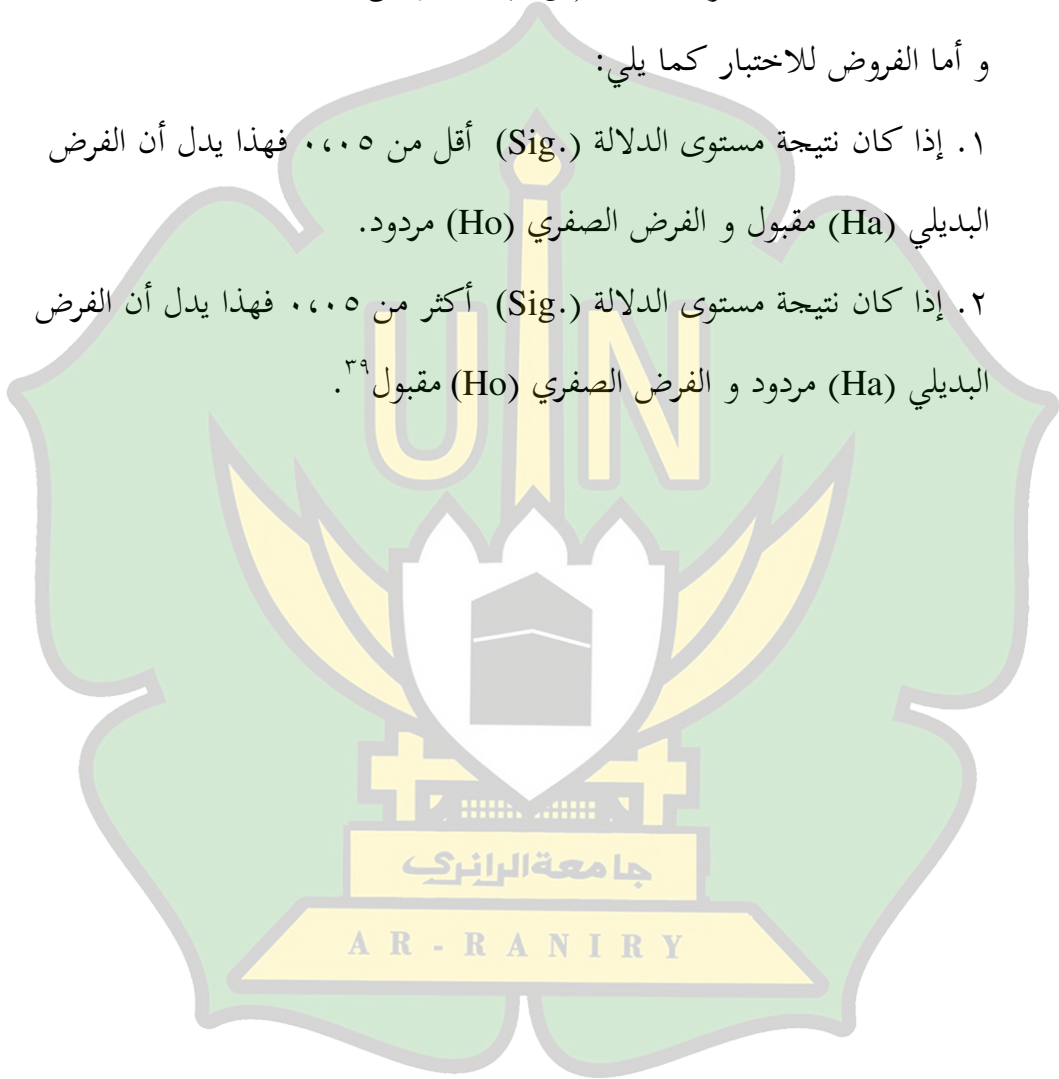 و أما الفروض للاختبار كما يلي:
١. إذا كان نتيجة مستوى الدلالة (Sig.) أقل من ٠،٠٥ فهذا يدل أن الفرض
البديلي (Ha) مقبول و الفرض الصفري (Ho) مردود.
٢. إذا كان نتيجة مستوى الدلالة (Sig.) أكثر من ٠،٠٥ فهذا يدل أن الفرض
البديلي (Ha) مردود و الفرض الصفري (Ho) مقبول٣٩.
UIN
جامعة الرانري
AR-RANIRY